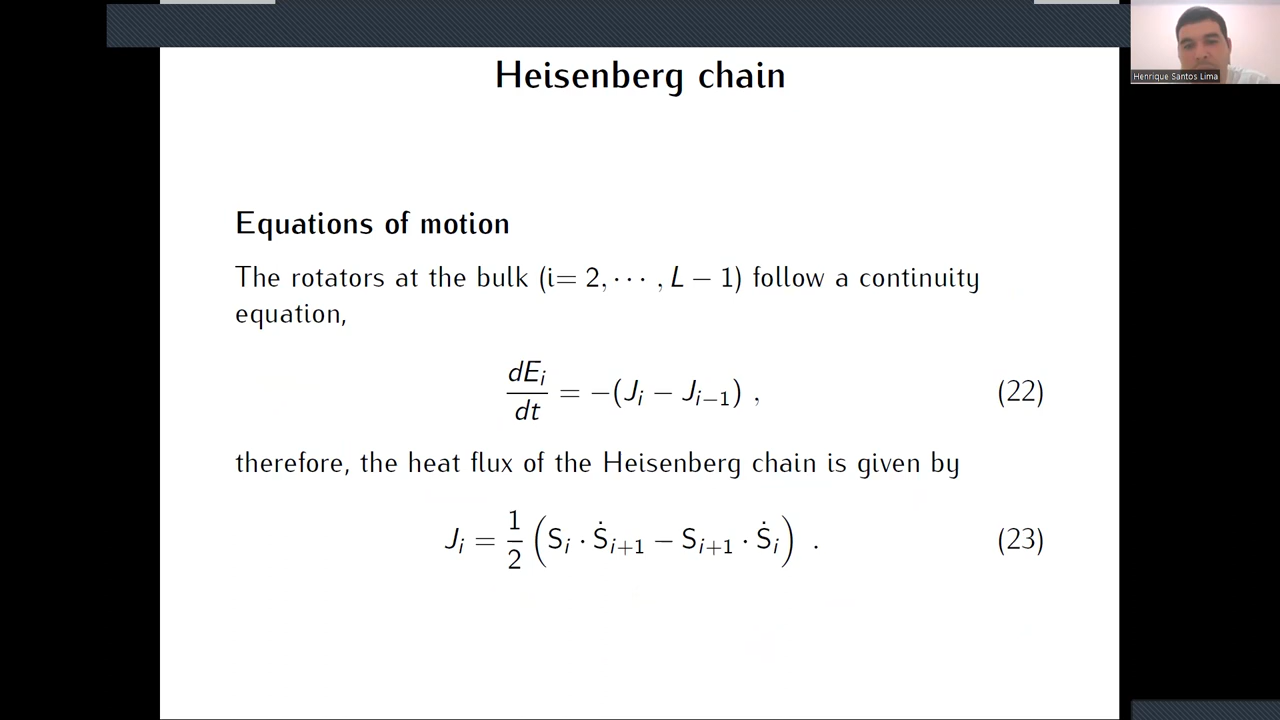 Heisenberg chain
Henrique Santos Lima
Equations of motion
The rotators at the bulk (i= 2, ⋯ , L − 1) follow a continuity
equation,
dE_i/dt = −(J_i − J_{i−1}) , (22)
therefore, the heat flux of the Heisenberg chain is given by
J_i = 1/2 (S_i · Ṡ_{i+1} − S_{i+1} · Ṡ_i) . (23)